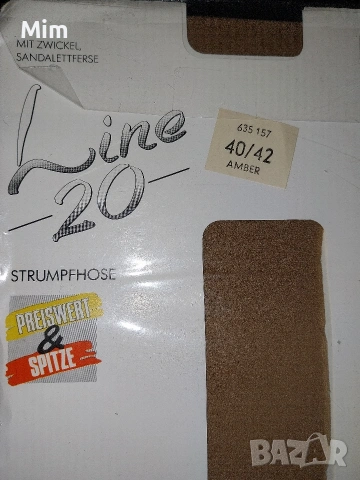 Mim
MIT ZWICKEL,
SANDALETTFERSE
Line
20
635 157
40/42
AMBER
STRUMPFHOSE
PREISWERT
&
SPITZE
BAZAR